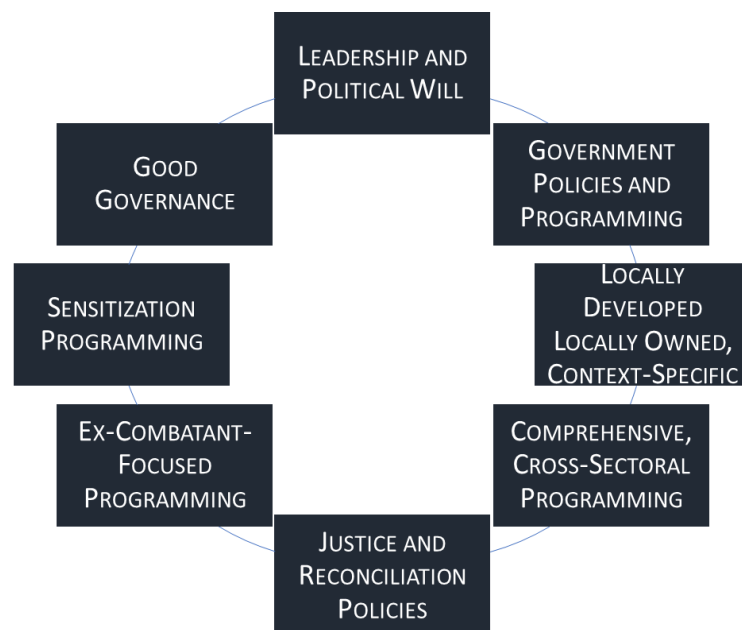 Leadership and
Political Will
Government
Policies and
Programming
Locally
Developed
Locally Owned,
Context-Specific
Comprehensive,
Cross-Sectoral
Programming
Justice and
Reconciliation
Policies
Ex-Combatant-
Focused
Programming
Sensitization
Programming
Good
Governance